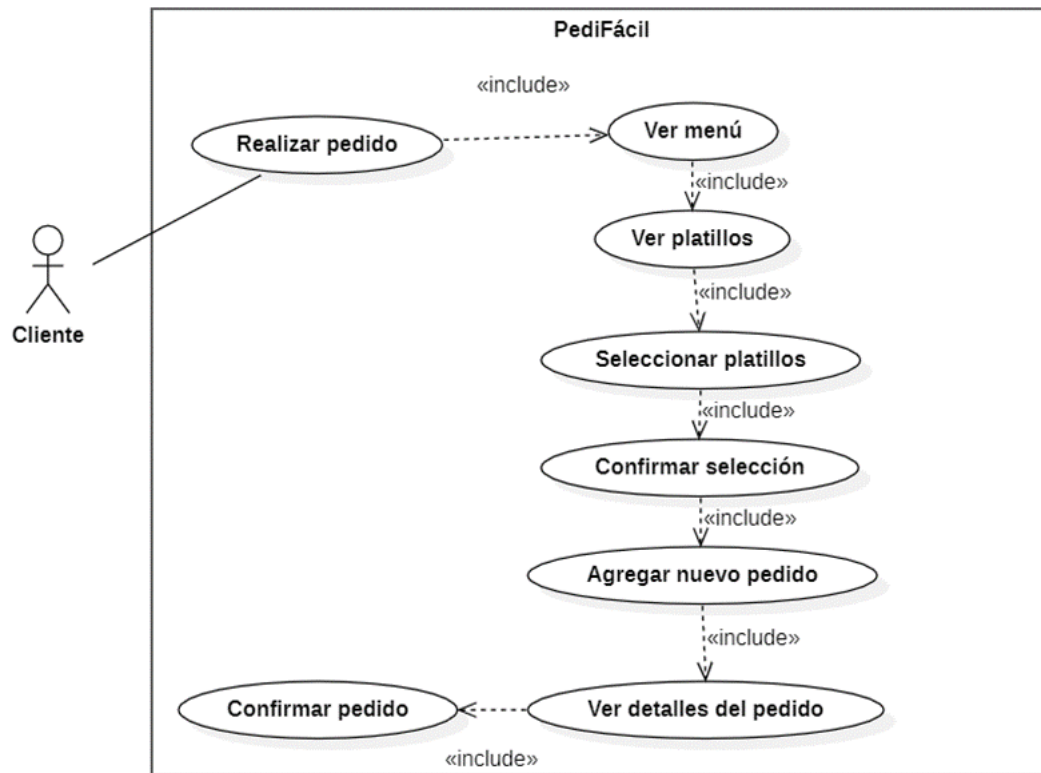 PediFácil
«include»
Realizar pedido
Ver menú
«include»
Ver platillos
«include»
Cliente
Seleccionar platillos
«include»
Confirmar selección
«include»
Agregar nuevo pedido
«include»
Confirmar pedido
Ver detalles del pedido
«include»